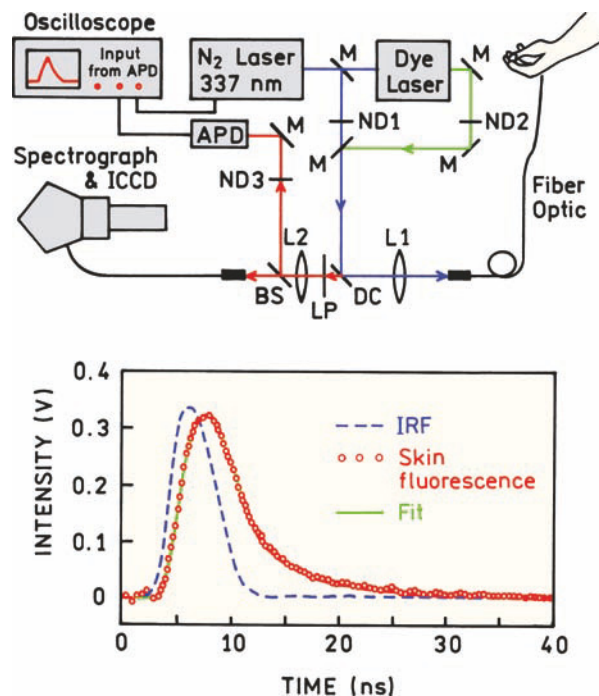 Oscilloscope
Input
from APD
N₂ Laser
337 nm
M
Dye
Laser
M
APD
M
ND1
ND2
M
M
Spectrograph
& ICCD
ND3
Fiber
Optic
L2
L1
BS
LP
DC
INTENSITY (V)
0.4
0.3
0.2
0.1
0
IRF
Skin
fluorescence
Fit
0 10 20 30 40
TIME (ns)